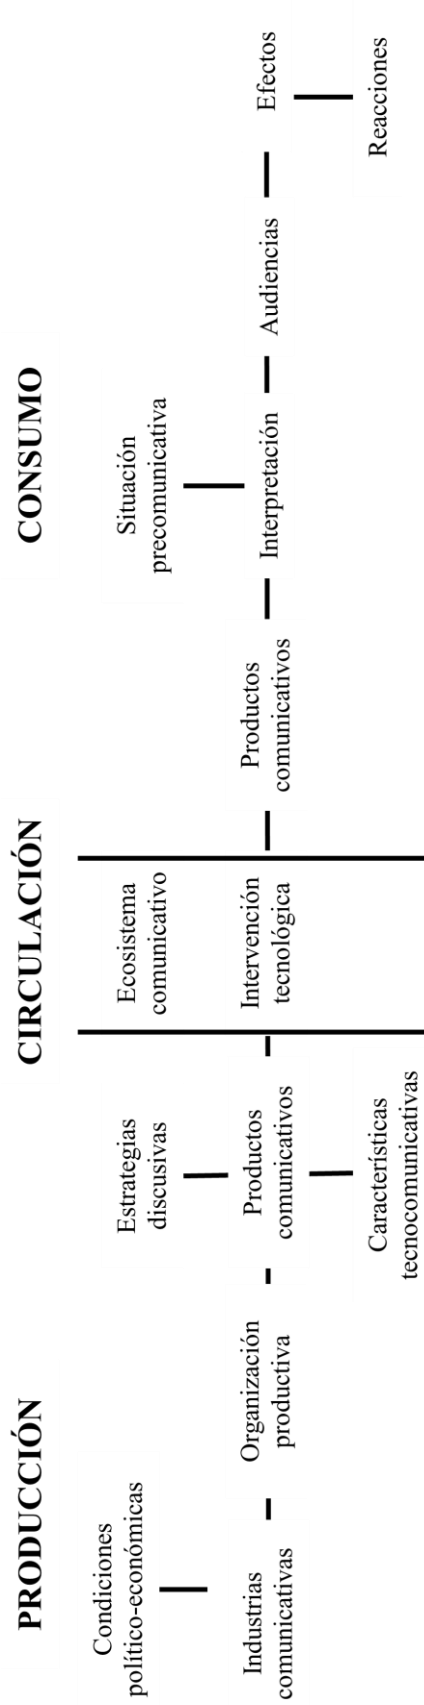 PRODUCCIÓN
CIRCULACIÓN
CONSUMO
Condiciones
político-económicas
Industrias
comunicativas
Organización
productiva
Estrategias
discusivas
Productos
comunicativos
Características
tecnocomunicativas
Ecosistema
comunicativo
Intervención
tecnológica
Productos
comunicativos
Situación
precomunicativa
Interpretación
Audiencias
Efectos
Reacciones